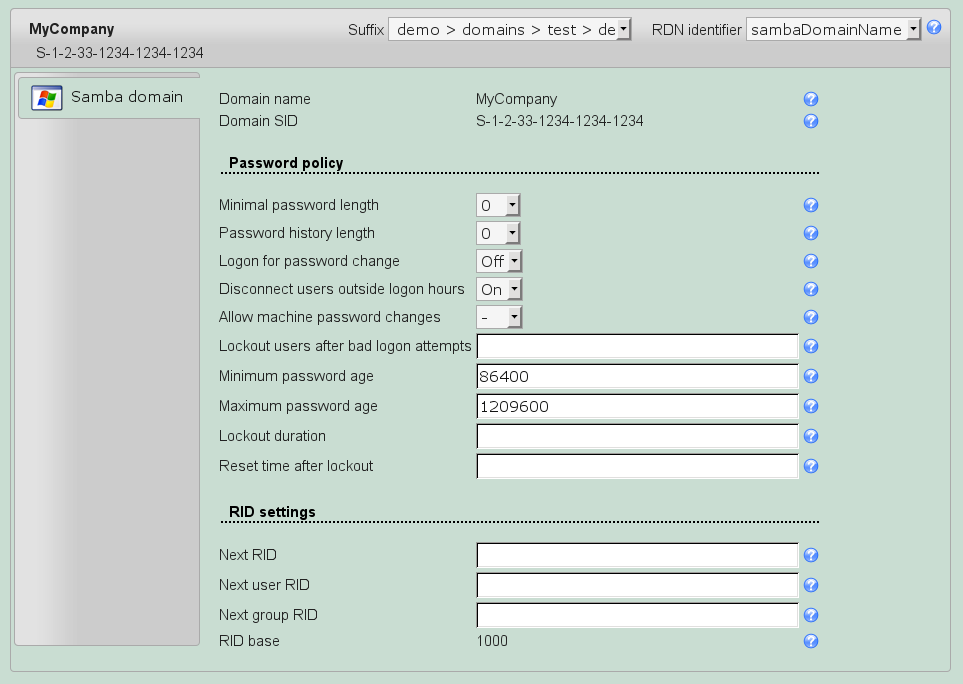 MyCompany Suffix demo > domains > test > de RDN identifier sambaDomainName
S-1-2-33-1234-1234-1234
Samba domain
Domain name MyCompany
Domain SID S-1-2-33-1234-1234-1234
Password policy
Minimal password length 0
Password history length 0
Logon for password change Off
Disconnect users outside logon hours On
Allow machine password changes -
Lockout users after bad logon attempts
Minimum password age 86400
Maximum password age 1209600
Lockout duration
Reset time after lockout
RID settings
Next RID
Next user RID
Next group RID
RID base 1000